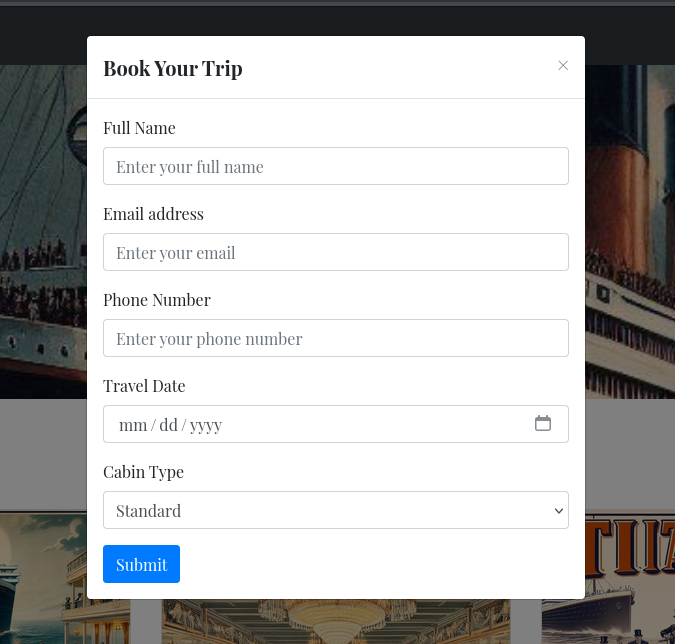 Book Your Trip
×
Full Name
Enter your full name
Email address
Enter your email
Phone Number
Enter your phone number
Travel Date
mm / dd / yyyy
Cabin Type
Standard
Submit